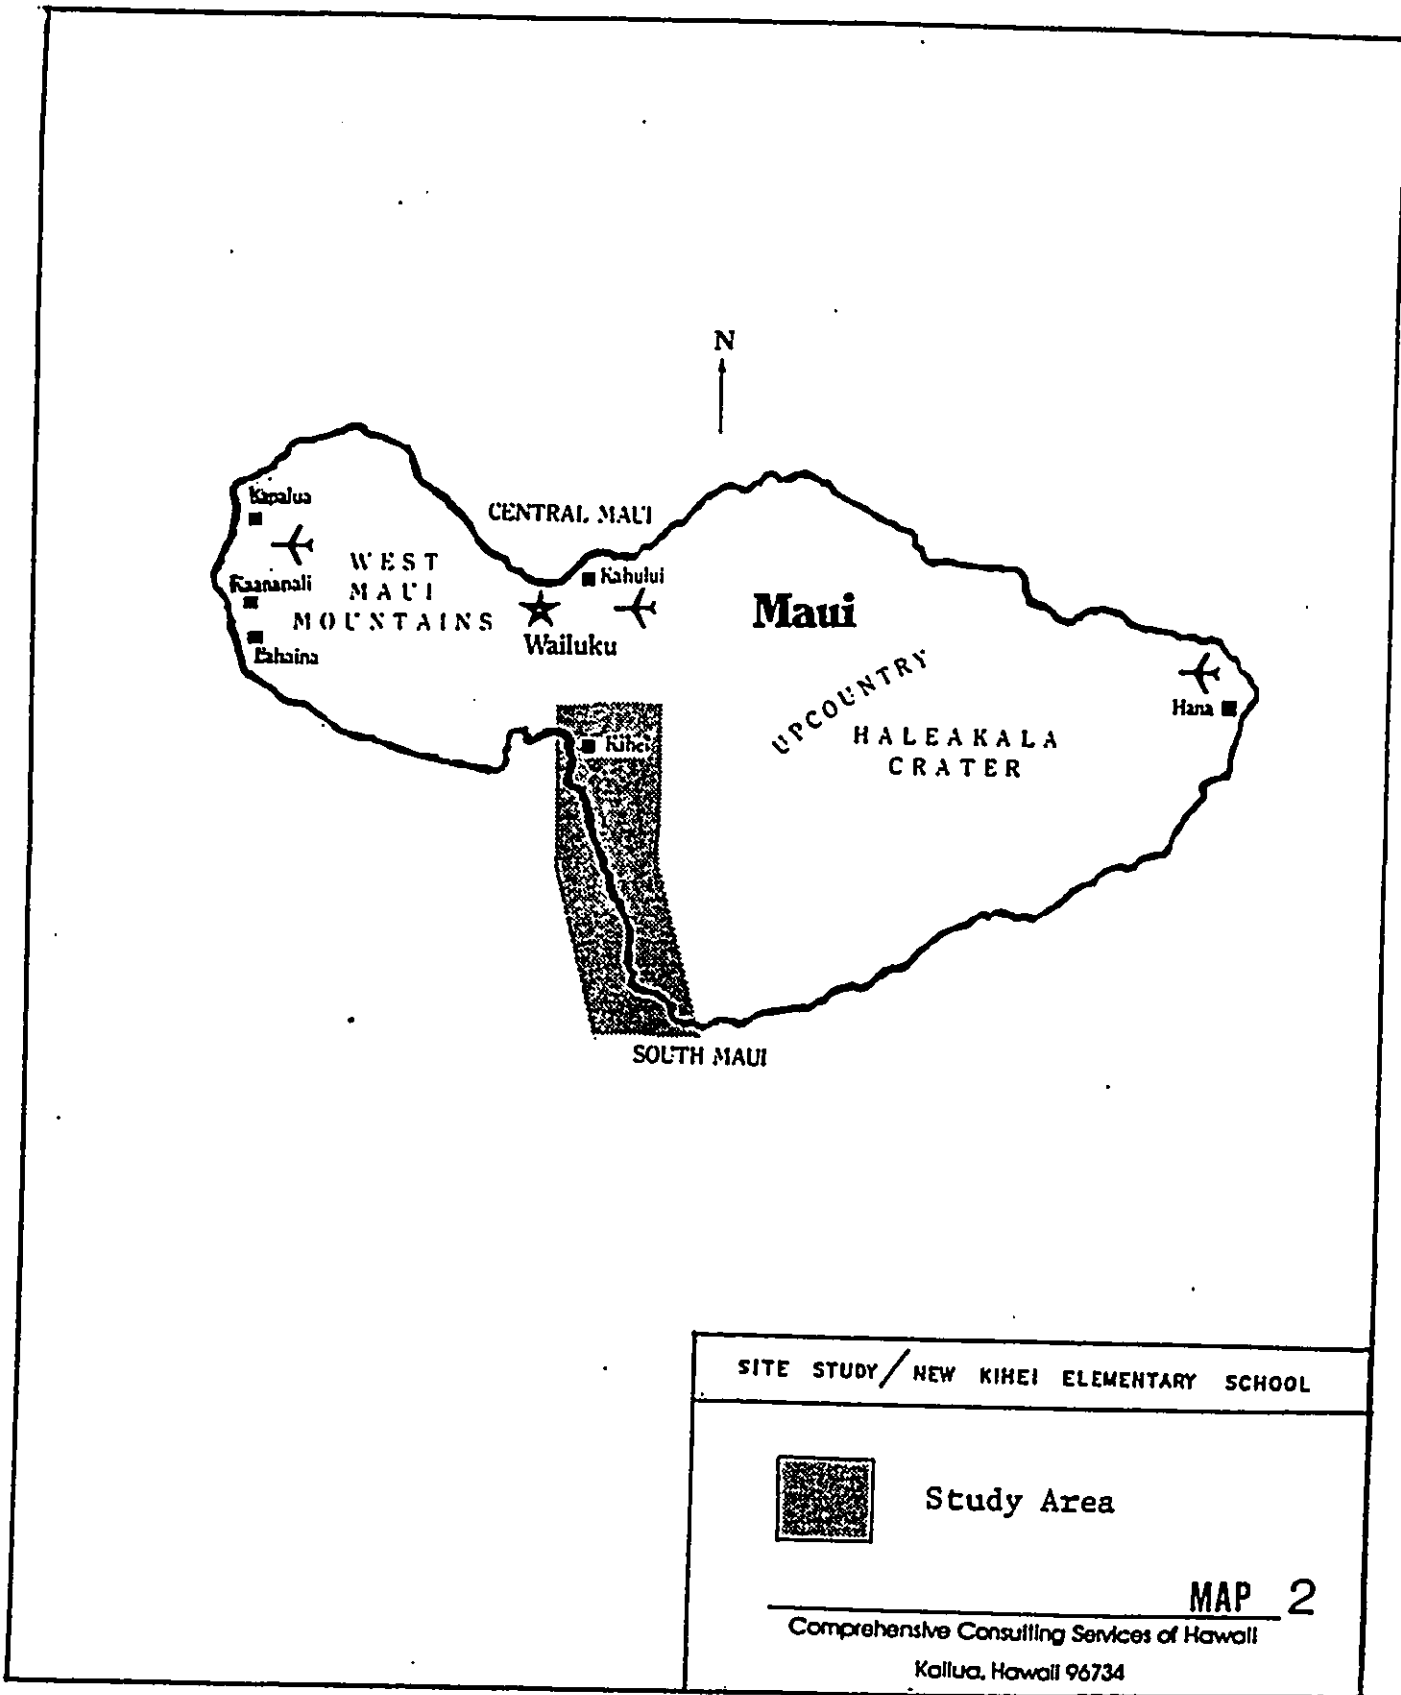 N
CENTRAL MAUI
Kapalua
WEST
MAUI
MOUNTAINS
Kaanapali
Lahaina
Kahului
Wailuku
Maui
UPCOUNTRY
HALEAKALA
CRATER
Hana
Kihei
SOUTH MAUI
SITE STUDY/NEW KIHEI ELEMENTARY SCHOOL
Study Area
MAP 2
Comprehensive Consulting Services of Hawaii
Kailua, Hawaii 96734